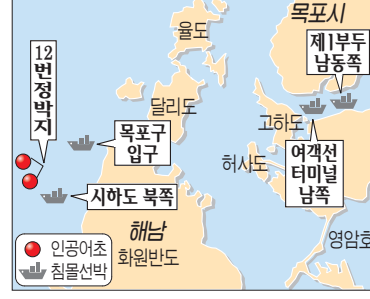 목포시
율도
제1부두
남동쪽
12
번
정
박
지
달리도
고하도
목포구
입구
허사도
여객선
터미널
남쪽
시하도 북쪽
해남
화원반도
영암호
인공어초
침몰선박